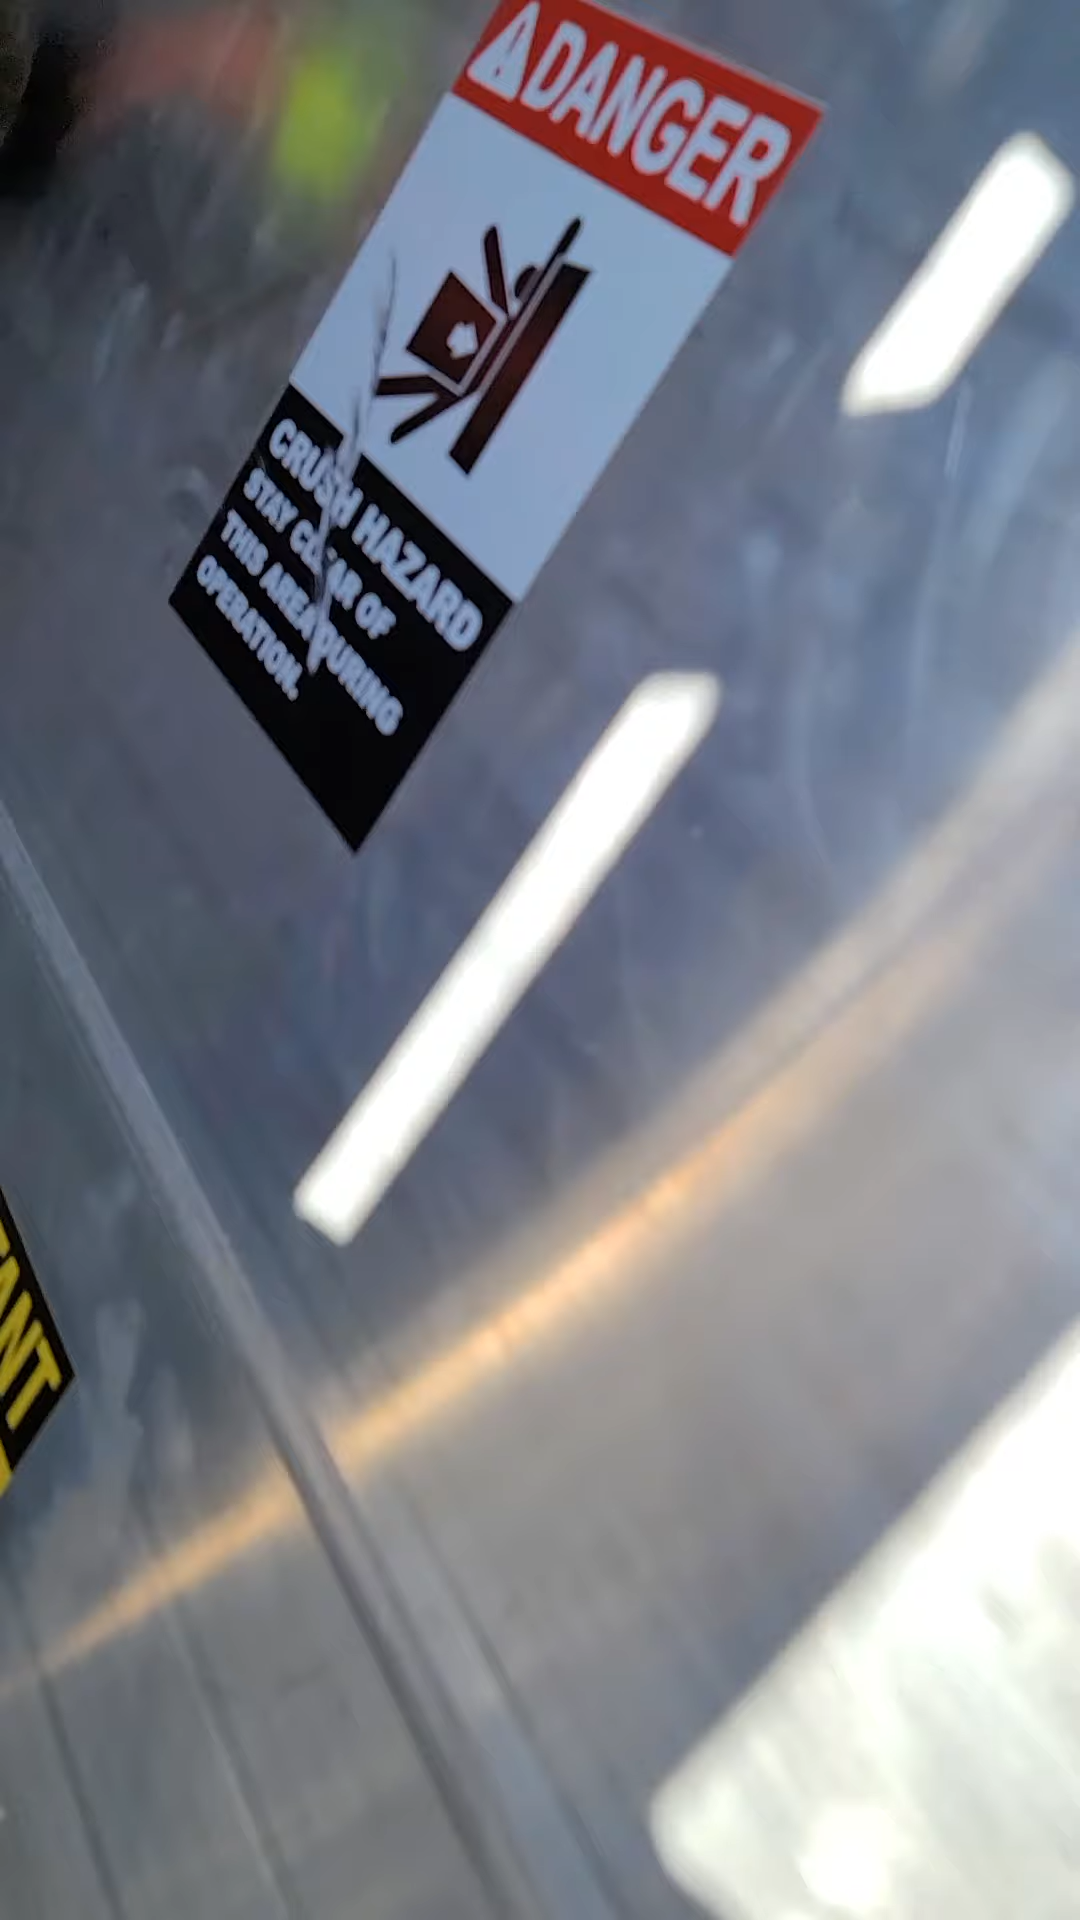 DANGER
CRUSH HAZARD
STAY CLEAR OF
THIS AREA DURING
OPERATION.